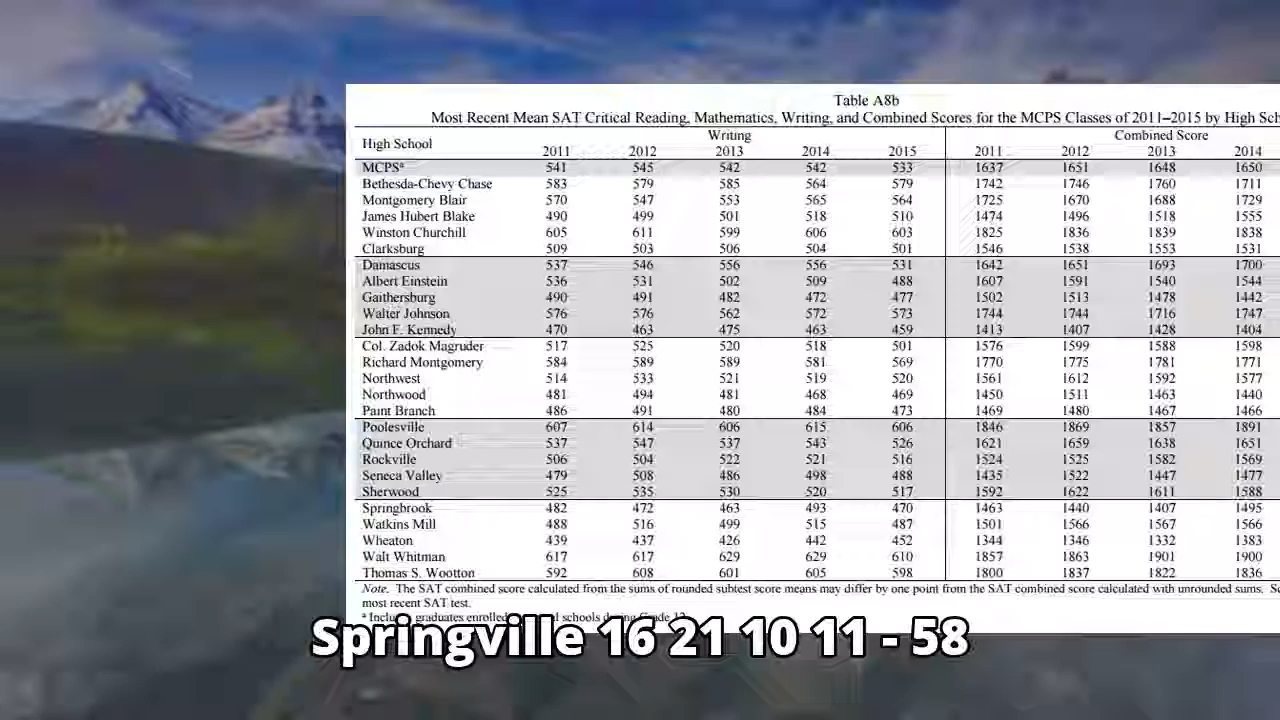 Table A8b
Most Recent Mean SAT Critical Reading, Mathematics, Writing, and Combined Scores for the MCPS Classes of 2011–2015 by High
High School Writing Combined Score
2011 2012 2013 2014 2015 2011 2012 2013 2014
MCPSª 541 545 542 542 533 1637 1651 1648 1650
Bethesda-Chevy Chase 583 579 585 564 579 1742 1746 1760 1711
Montgomery Blair 570 547 553 565 564 1725 1670 1688 1729
James Hubert Blake 490 499 501 518 510 1474 1496 1518 1555
Winston Churchill 605 611 599 606 603 1825 1836 1839 1838
Clarksburg 509 503 506 504 501 1546 1538 1553 1531
Damascus 537 546 556 556 531 1642 1651 1693 1700
Albert Einstein 536 531 502 509 488 1607 1591 1540 1544
Gaithersburg 490 491 482 472 477 1502 1513 1478 1442
Walter Johnson 576 576 562 572 573 1744 1744 1716 1747
John F. Kennedy 470 463 475 463 459 1413 1407 1428 1404
Col. Zadok Magruder 517 525 520 518 501 1576 1599 1588 1598
Richard Montgomery 584 589 589 581 569 1770 1775 1781 1771
Northwest 514 533 521 519 520 1561 1612 1592 1577
Northwood 481 494 481 468 469 1450 1511 1463 1440
Paint Branch 486 491 480 484 473 1469 1480 1467 1466
Poolesville 607 614 606 615 606 1846 1869 1857 1891
Quince Orchard 537 547 537 543 526 1621 1659 1638 1651
Rockville 506 504 522 521 516 1524 1525 1582 1569
Seneca Valley 479 508 486 498 488 1435 1522 1447 1477
Sherwood 525 535 530 520 517 1592 1622 1611 1588
Springbrook 482 472 463 493 470 1463 1440 1407 1495
Watkins Mill 488 516 499 515 487 1501 1566 1567 1566
Wheaton 439 437 426 442 452 1344 1346 1332 1383
Walt Whitman 617 617 629 629 610 1857 1863 1901 1900
Thomas S. Wootton 592 608 601 605 598 1800 1837 1822 1836
Note. The SAT combined score calculated from the sums of rounded subtest score means may differ by one point from the SAT combined score calculated with unrounded sums.
most recent SAT test.
graduates schools
Springville 16 21 10 11 - 58